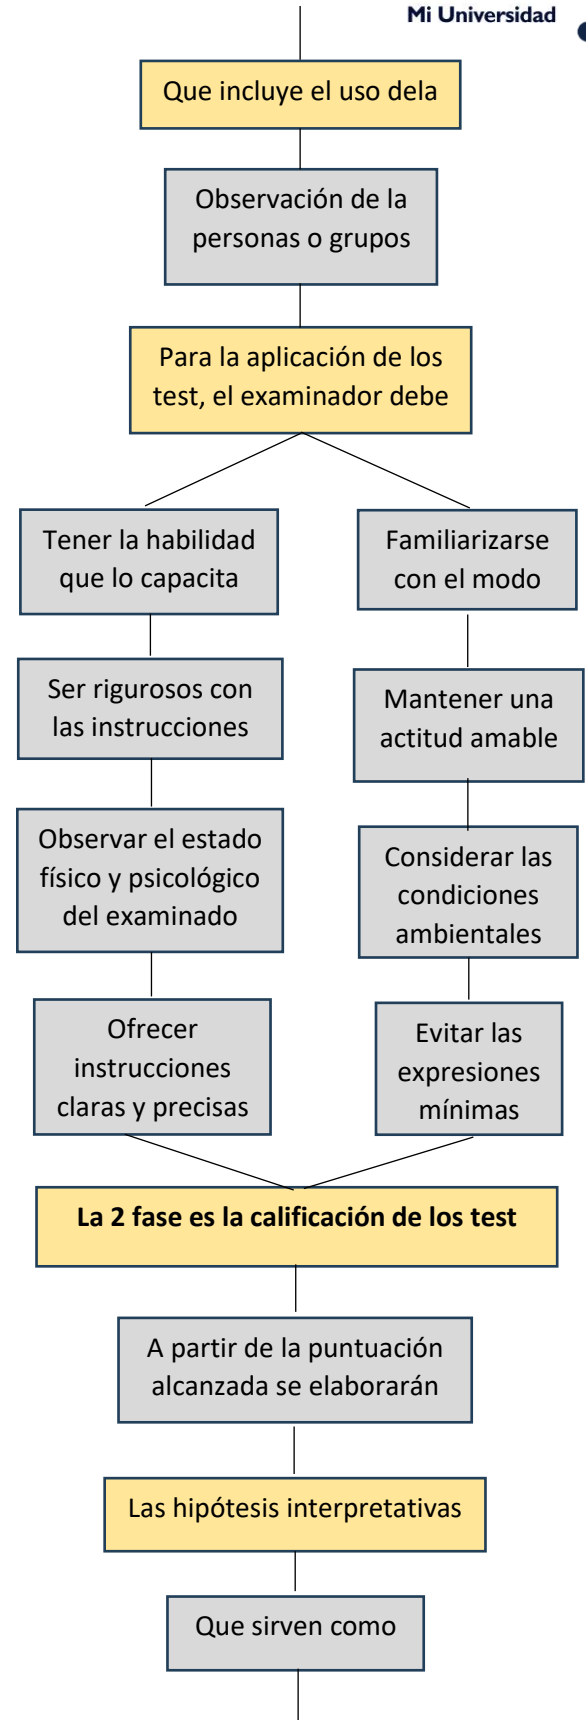 Mi Universidad
Que incluye el uso dela
Observación de la
personas o grupos
Para la aplicación de los
test, el examinador debe
Tener la habilidad
que lo capacita
Familiarizarse
con el modo
Ser rigurosos con
las instrucciones
Mantener una
actitud amable
Observar el estado
físico y psicológico
del examinado
Considerar las
condiciones
ambientales
Ofrecer
instrucciones
claras y precisas
Evitar las
expresiones
mínimas
La 2 fase es la calificación de los test
A partir de la puntuación
alcanzada se elaborarán
Las hipótesis interpretativas
Que sirven como